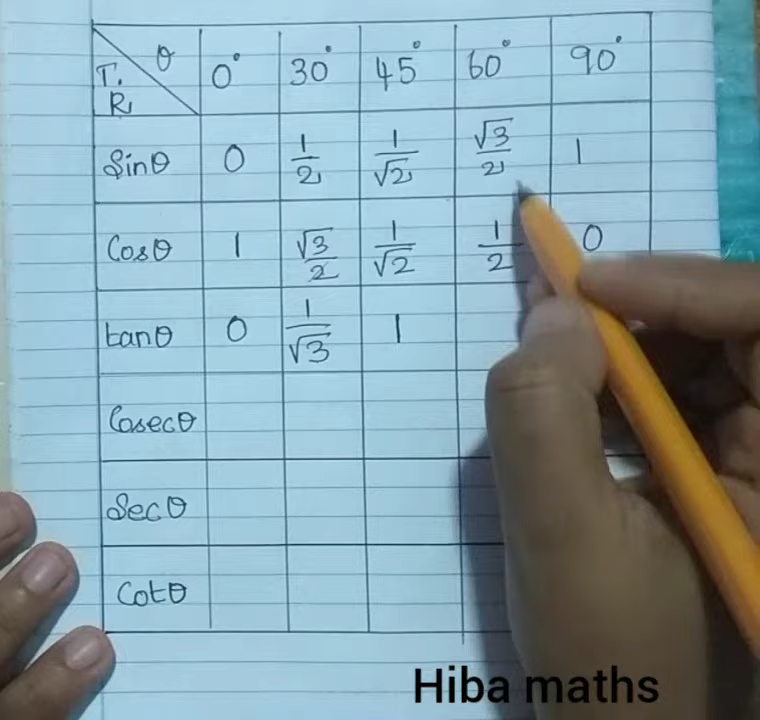 T. R θ 0° 30° 45° 60° 90°
Sinθ 0 1/2 1/√2 √3/2 1
Cosθ 1 √3/2 1/√2 1/2 0
tanθ 0 1/√3 1
Cosecθ
Secθ
Cotθ
Hiba maths